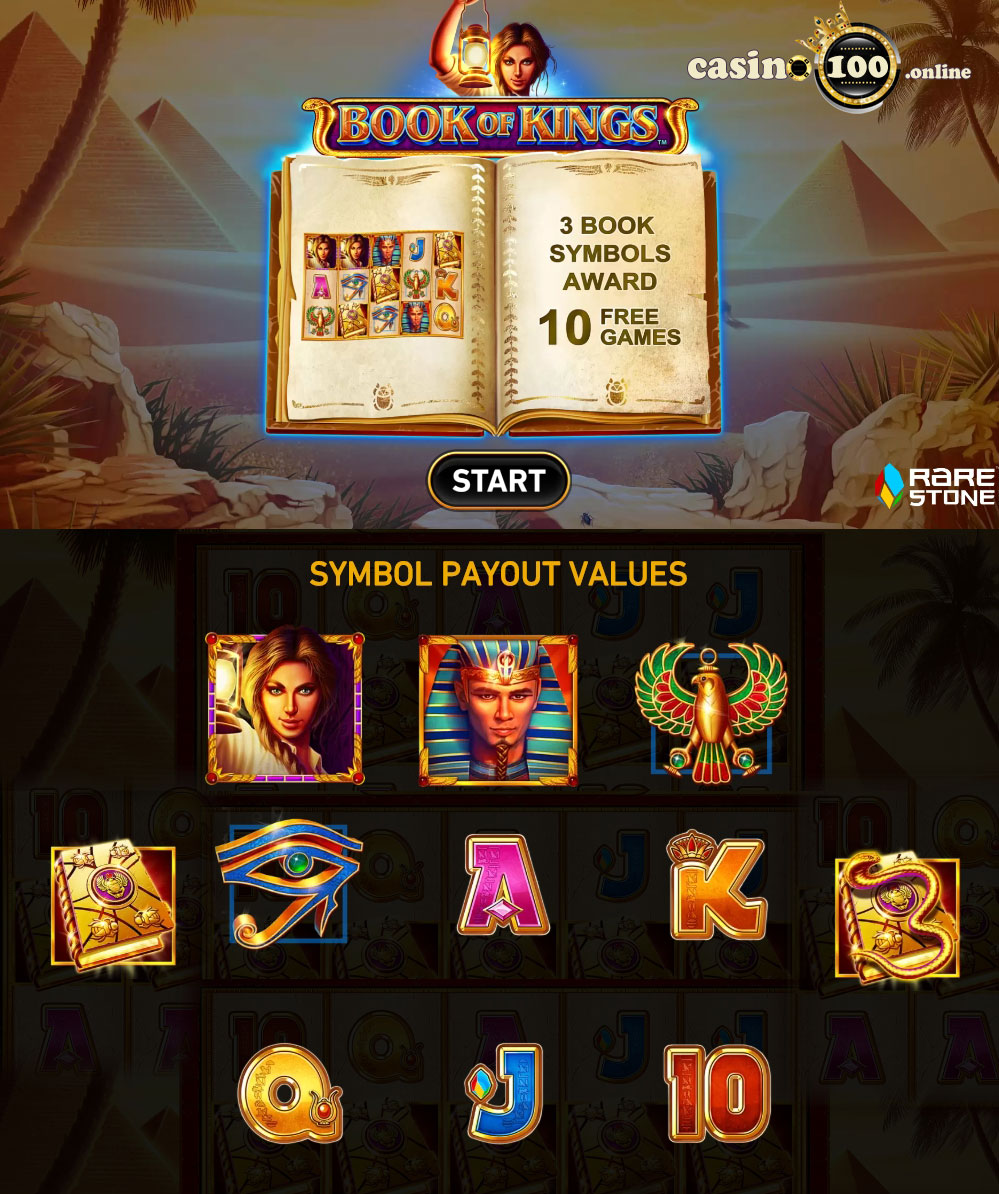 casino 100 .online
BOOK OF KINGS™
3 BOOK
SYMBOLS
AWARD
10 FREE
GAMES
START
RARE
STONE
SYMBOL PAYOUT VALUES
A
K
Q
J
10